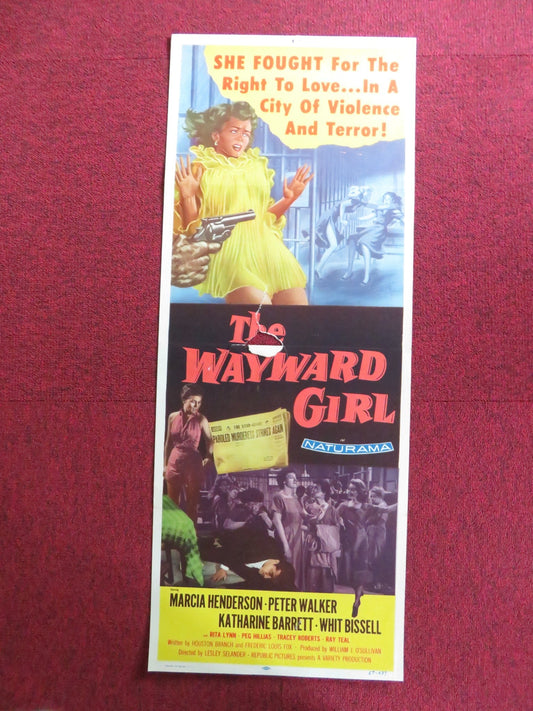 SHE FOUGHT For The
Right To Love...In A
City Of Violence
And Terror!
The
WAYWARD
GIRL
PAROLED MURDERESS STRIKES AGAIN
in
NATURAMA
MARCIA HENDERSON · PETER WALKER
KATHARINE BARRETT · WHIT BISSELL
RITA LYNN · PEG HILLIAS · TRACEY ROBERTS · RAY TEAL
Written by HOUSTON BRANCH and FREDERIC LOUIS FOX · Produced by WILLIAM J. O'SULLIVAN
Directed by LESLEY SELANDER · REPUBLIC PICTURES presents A VARIETY PRODUCTION